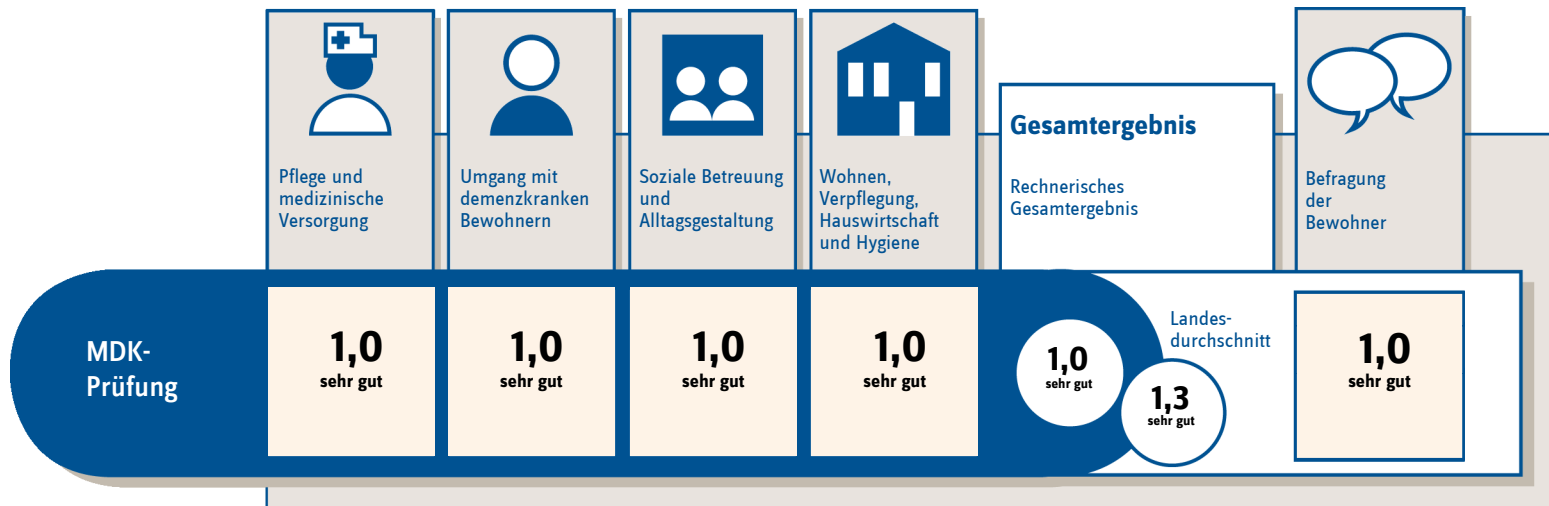 Pflege und
medizinische
Versorgung
Umgang mit
demenzkranken
Bewohnern
Soziale Betreuung
und
Alltagsgestaltung
Wohnen,
Verpflegung,
Hauswirtschaft
und Hygiene
Gesamtergebnis
Rechnerisches
Gesamtergebnis
Befragung
der
Bewohner
MDK-
Prüfung
1,0
sehr gut
1,0
sehr gut
1,0
sehr gut
1,0
sehr gut
1,0
sehr gut
Landes-
durchschnitt
1,3
sehr gut
1,0
sehr gut